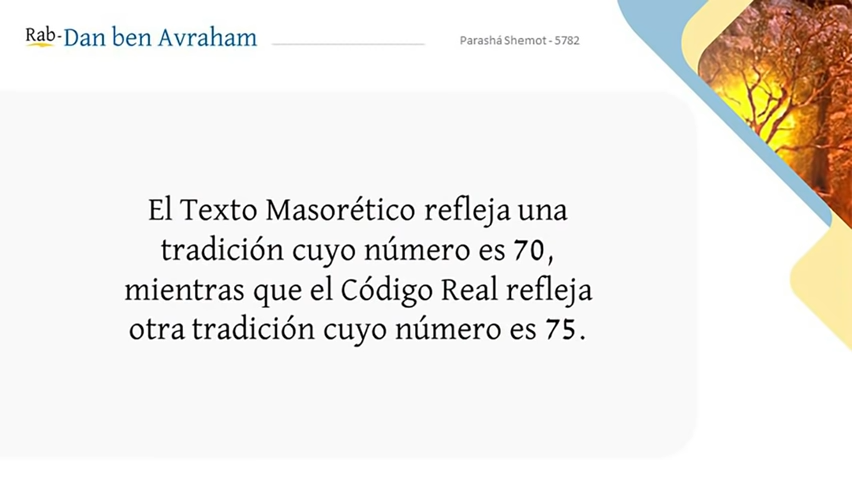 Rab-Dan ben Avraham
Parashá Shemot - 5782
El Texto Masorético refleja una
tradición cuyo número es 70,
mientras que el Código Real refleja
otra tradición cuyo número es 75.